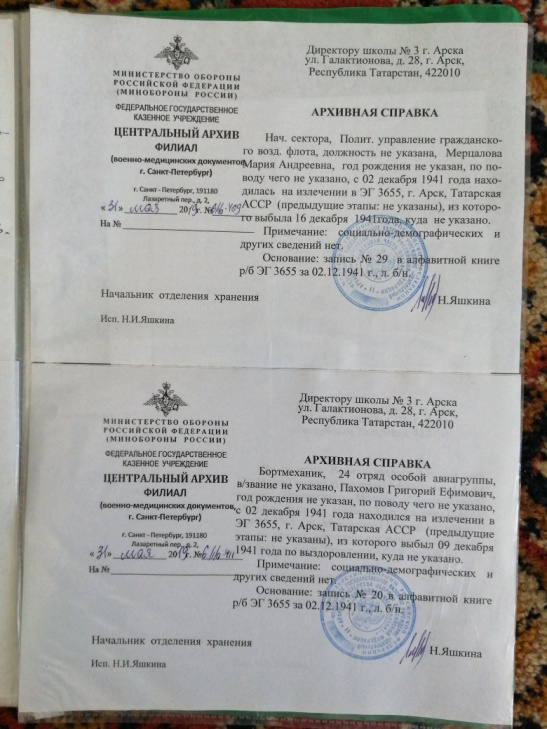 МИНИСТЕРСТВО ОБОРОНЫ
РОССИЙСКОЙ ФЕДЕРАЦИИ
(МИНОБОРОНЫ РОССИИ)
ФЕДЕРАЛЬНОЕ ГОСУДАРСТВЕННОЕ
КАЗЕННОЕ УЧРЕЖДЕНИЕ
ЦЕНТРАЛЬНЫЙ АРХИВ
ФИЛИАЛ
(военно-медицинских документов,
г. Санкт-Петербург)
г. Санкт - Петербург, 191180
Лазаретный пер., д. 2,
«31» мая 2019г. №
На №
Директору школы № 3 г. Арска
ул. Галактионова, д. 28, г. Арск,
Республика Татарстан, 422010
АРХИВНАЯ СПРАВКА
Нач. сектора, Полит. управление гражданско-
го возд. флота, должность не указана, Мерцалова
Мария Андреевна, год рождения не указан, по по-
воду чего не указано, с 02 декабря 1941 года нахо-
дилась на излечении в ЭГ 3655, г. Арск, Татарская
АССР (предыдущие этапы: не указаны), из которо-
го выбыла 16 декабря 1941года, куда не указано.
Примечание: социально-демографических и
других сведений нет.
Основание: запись № 29 в алфавитной книге
р/б ЭГ 3655 за 02.12.1941 г., л. б/н.
Начальник отделения хранения
Н.Яшкина
Исп. Н.И.Яшкина
МИНИСТЕРСТВО ОБОРОНЫ
РОССИЙСКОЙ ФЕДЕРАЦИИ
(МИНОБОРОНЫ РОССИИ)
ФЕДЕРАЛЬНОЕ ГОСУДАРСТВЕННОЕ
КАЗЕННОЕ УЧРЕЖДЕНИЕ
ЦЕНТРАЛЬНЫЙ АРХИВ
ФИЛИАЛ
(военно-медицинских документов,
г. Санкт-Петербург)
г. Санкт - Петербург, 191180
Лазаретный пер., д. 2,
«31» мая 2019г. №
На №
Директору школы № 3 г. Арска
ул. Галактионова, д. 28, г. Арск,
Республика Татарстан, 422010
АРХИВНАЯ СПРАВКА
Бортмеханик, 24 отряд особой авиагруппы,
в/звание не указано, Пахомов Григорий Ефимович,
год рождения не указан, по поводу чего не указано,
с 02 декабря 1941 года находился на излечении в
ЭГ 3655, г. Арск, Татарская АССР (предыдущие
этапы: не указаны), из которого выбыл 09 декабря
1941 года по выздоровлении, куда не указано.
Примечание: социально-демографических и
других сведений нет.
Основание: запись № 20 в алфавитной книге
р/б ЭГ 3655 за 02.12.1941 г., л. б/н.
Начальник отделения хранения
Н.Яшкина
Исп. Н.И.Яшкина